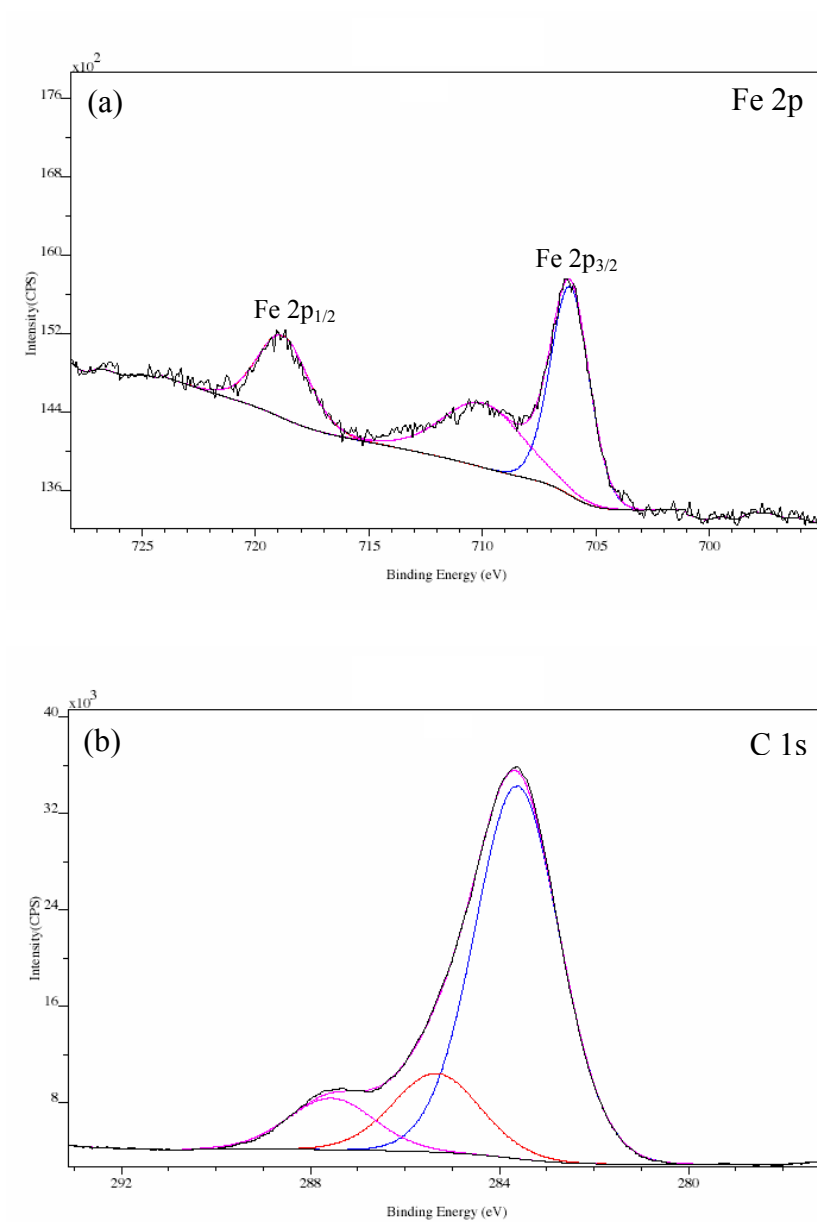 x10²
(a)
Fe 2p
176
168
160
152
144
136
Intensity(CPS)
Fe 2p₁/₂
Fe 2p₃/₂
725
720
715
710
705
700
Binding Energy (eV)
x10³
(b)
C 1s
40
32
24
16
8
Intensity(CPS)
292
288
284
280
Binding Energy (eV)